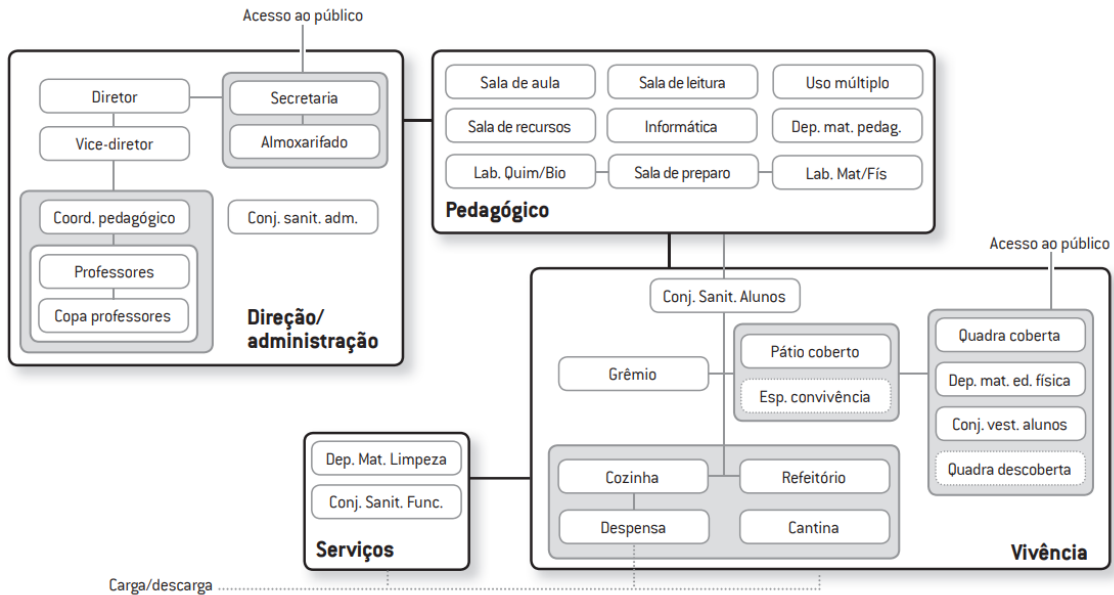 Acesso ao público
Diretor
Secretaria
Vice-diretor
Almoxarifado
Coord. pedagógico
Conj. sanit. adm.
Professores
Copa professores
Direção/
administração
Sala de aula
Sala de leitura
Uso múltiplo
Sala de recursos
Informática
Dep. mat. pedag.
Lab. Quim/Bio
Sala de preparo
Lab. Mat/Fís
Pedagógico
Acesso ao público
Conj. Sanit. Alunos
Pátio coberto
Quadra coberta
Grêmio
Esp. convivência
Dep. mat. ed. física
Conj. vest. alunos
Quadra descoberta
Cozinha
Refeitório
Despensa
Cantina
Vivência
Dep. Mat. Limpeza
Conj. Sanit. Func.
Serviços
Carga/descarga